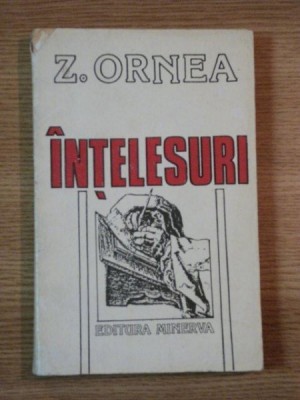 Z. ORNEA
ÎNȚELESURI
EDITURA MINERVA